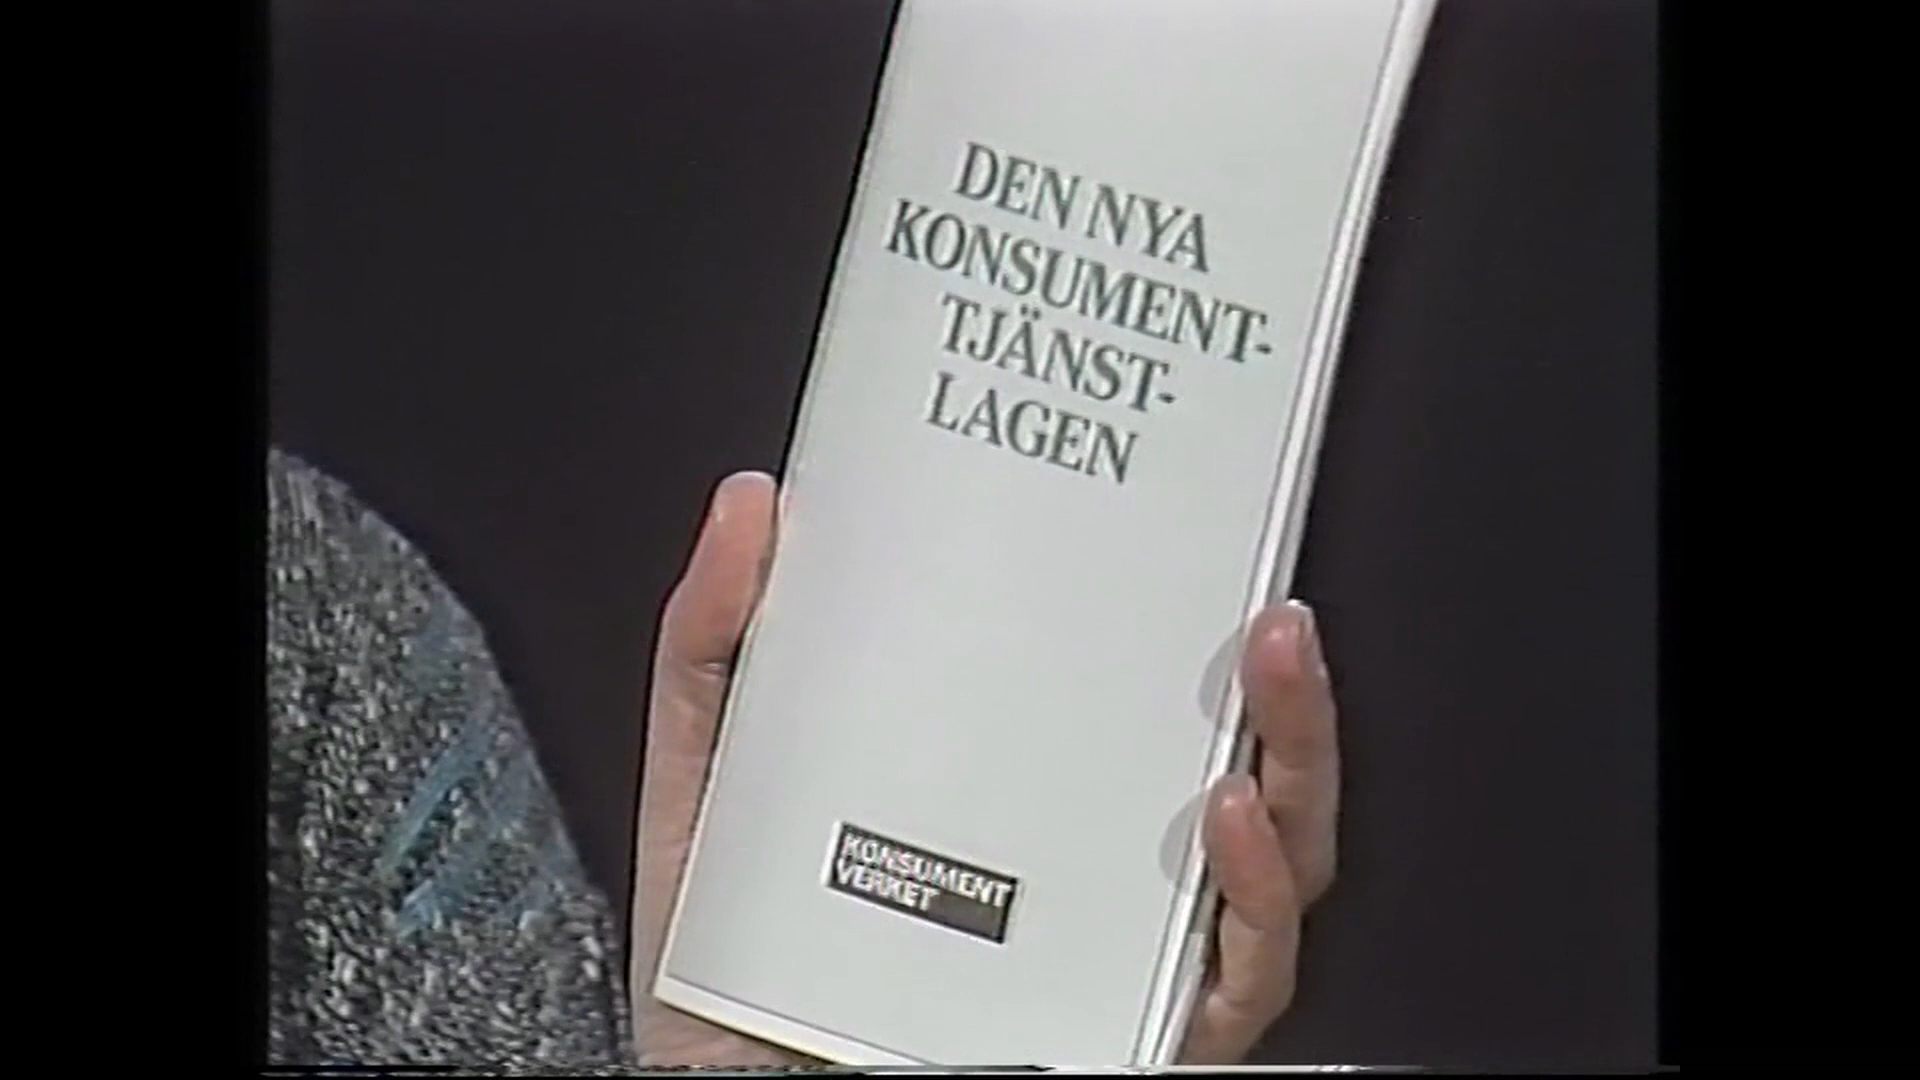 DEN NYA
KONSUMENT-
TJÄNST-
LAGEN
KONSUMENT
VERKET